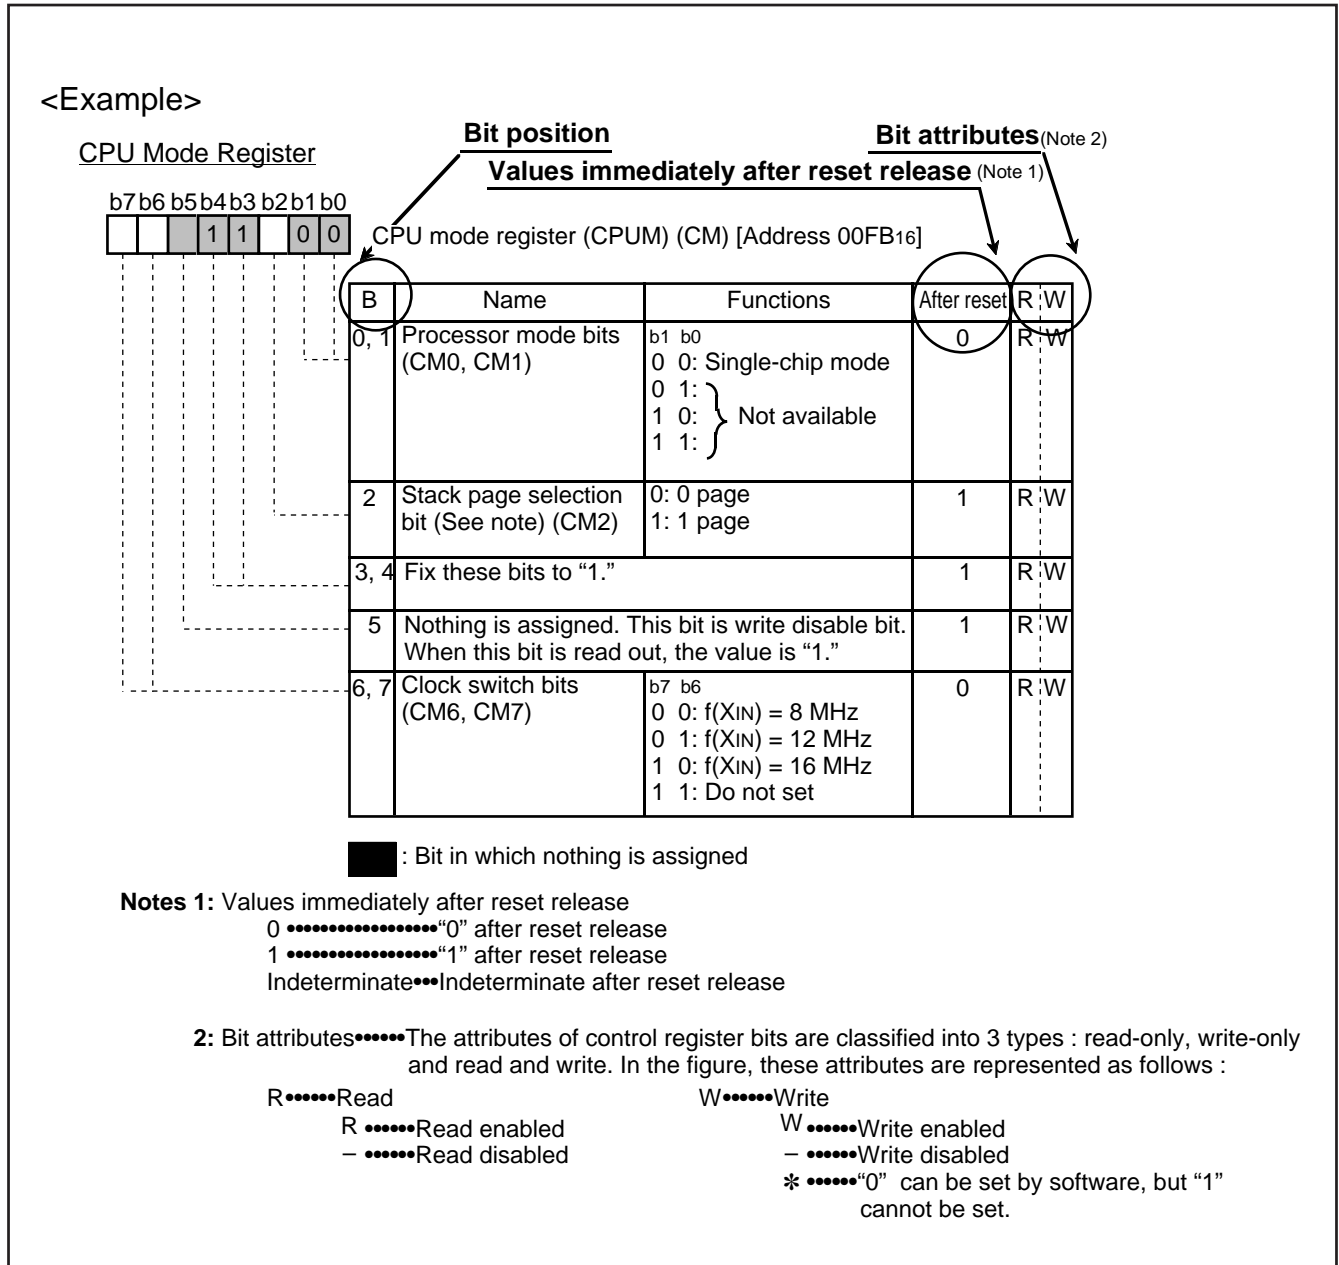 <Example>
Bit position
Bit attributes(Note 2)
CPU Mode Register
Values immediately after reset release (Note 1)
b7 b6 b5 b4 b3 b2 b1 b0
1 1 0 0
CPU mode register (CPUM) (CM) [Address 00FB16]
B Name Functions After reset R W
0, 1 Processor mode bits b1 b0 0 R W
(CM0, CM1) 0 0: Single-chip mode
0 1:
1 0: Not available
1 1:
2 Stack page selection 0: 0 page 1 R W
bit (See note) (CM2) 1: 1 page
3, 4 Fix these bits to “1.” 1 R W
5 Nothing is assigned. This bit is write disable bit. 1 R W
When this bit is read out, the value is “1.”
6, 7 Clock switch bits b7 b6 0 R W
(CM6, CM7) 0 0: f(XIN) = 8 MHz
0 1: f(XIN) = 12 MHz
1 0: f(XIN) = 16 MHz
1 1: Do not set
: Bit in which nothing is assigned
Notes 1: Values immediately after reset release
0 ••••••••••••••••••“0” after reset release
1 ••••••••••••••••••“1” after reset release
Indeterminate•••Indeterminate after reset release
2: Bit attributes••••••The attributes of control register bits are classified into 3 types : read-only, write-only
and read and write. In the figure, these attributes are represented as follows :
R••••••Read W••••••Write
R ••••••Read enabled W ••••••Write enabled
– ••••••Read disabled – ••••••Write disabled
✻ ••••••“0” can be set by software, but “1”
cannot be set.